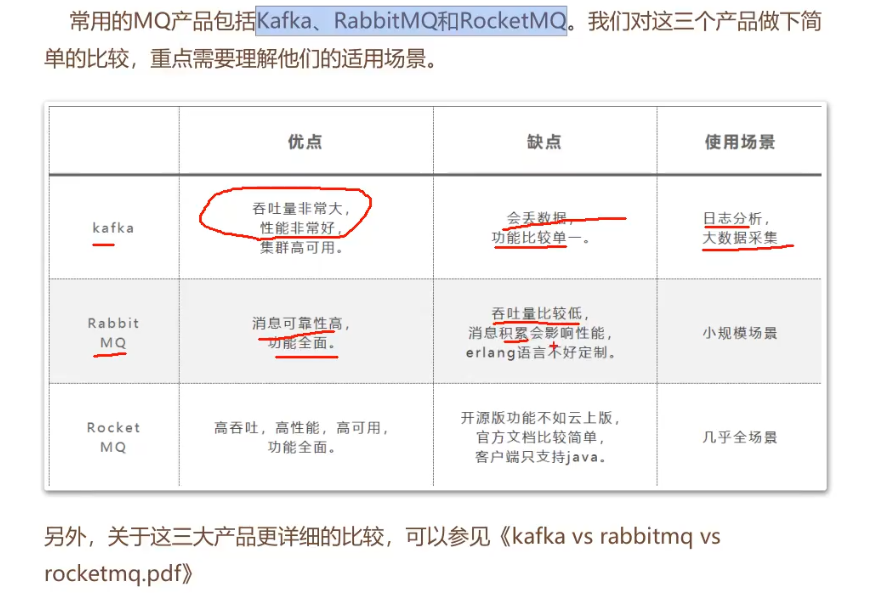 常用的MQ产品包括Kafka、RabbitMQ和RocketMQ。我们对这三个产品做下简
单的比较，重点需要理解他们的适用场景。
优点
缺点
使用场景
kafka
吞吐量非常大，
性能非常好，
集群高可用。
会丢数据，
功能比较单一。
日志分析，
大数据采集
Rabbit
MQ
消息可靠性高，
功能全面。
吞吐量比较低，
消息积累会影响性能，
erlang语言不好定制。
小规模场景
Rocket
MQ
高吞吐，高性能，高可用，
功能全面。
开源版功能不如云上版，
官方文档比较简单，
客户端只支持java。
几乎全场景
另外，关于这三大产品更详细的比较，可以参见《kafka vs rabbitmq vs
rocketmq.pdf》